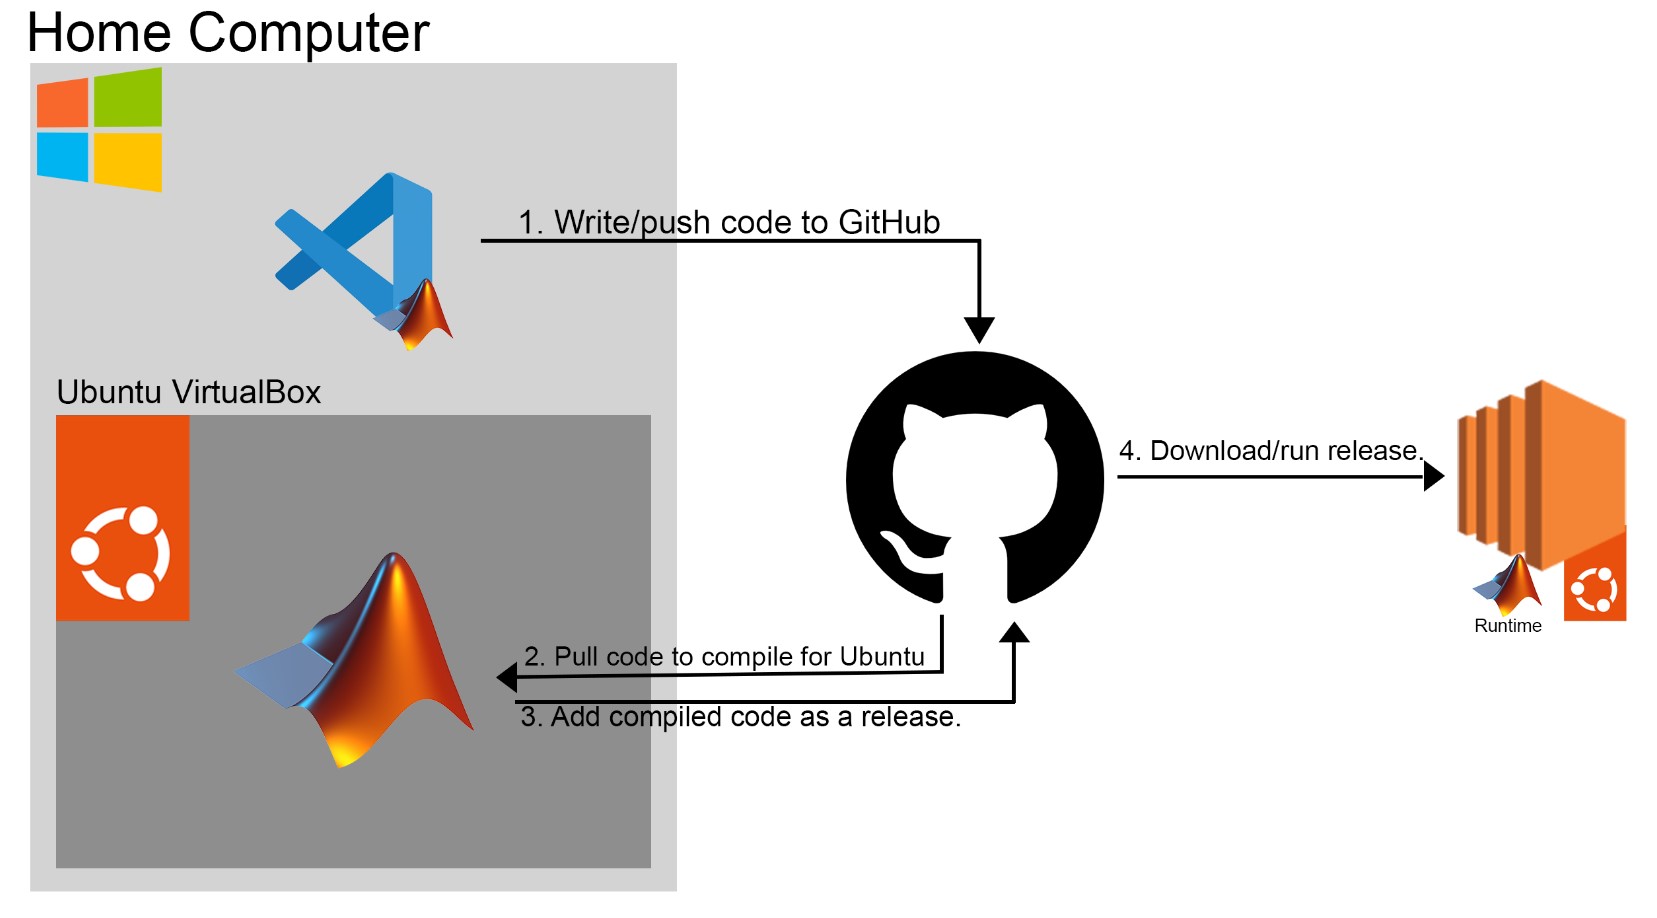 Home Computer
1. Write/push code to GitHub
Ubuntu VirtualBox
4. Download/run release.
Runtime
2. Pull code to compile for Ubuntu
3. Add compiled code as a release.